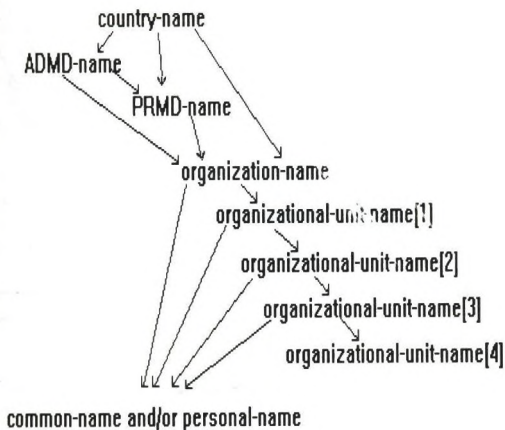 country-name
ADMD-name
PRMD-name
organization-name
organizational-unit-name[1]
organizational-unit-name[2]
organizational-unit-name[3]
organizational-unit-name[4]
common-name and/or personal-name